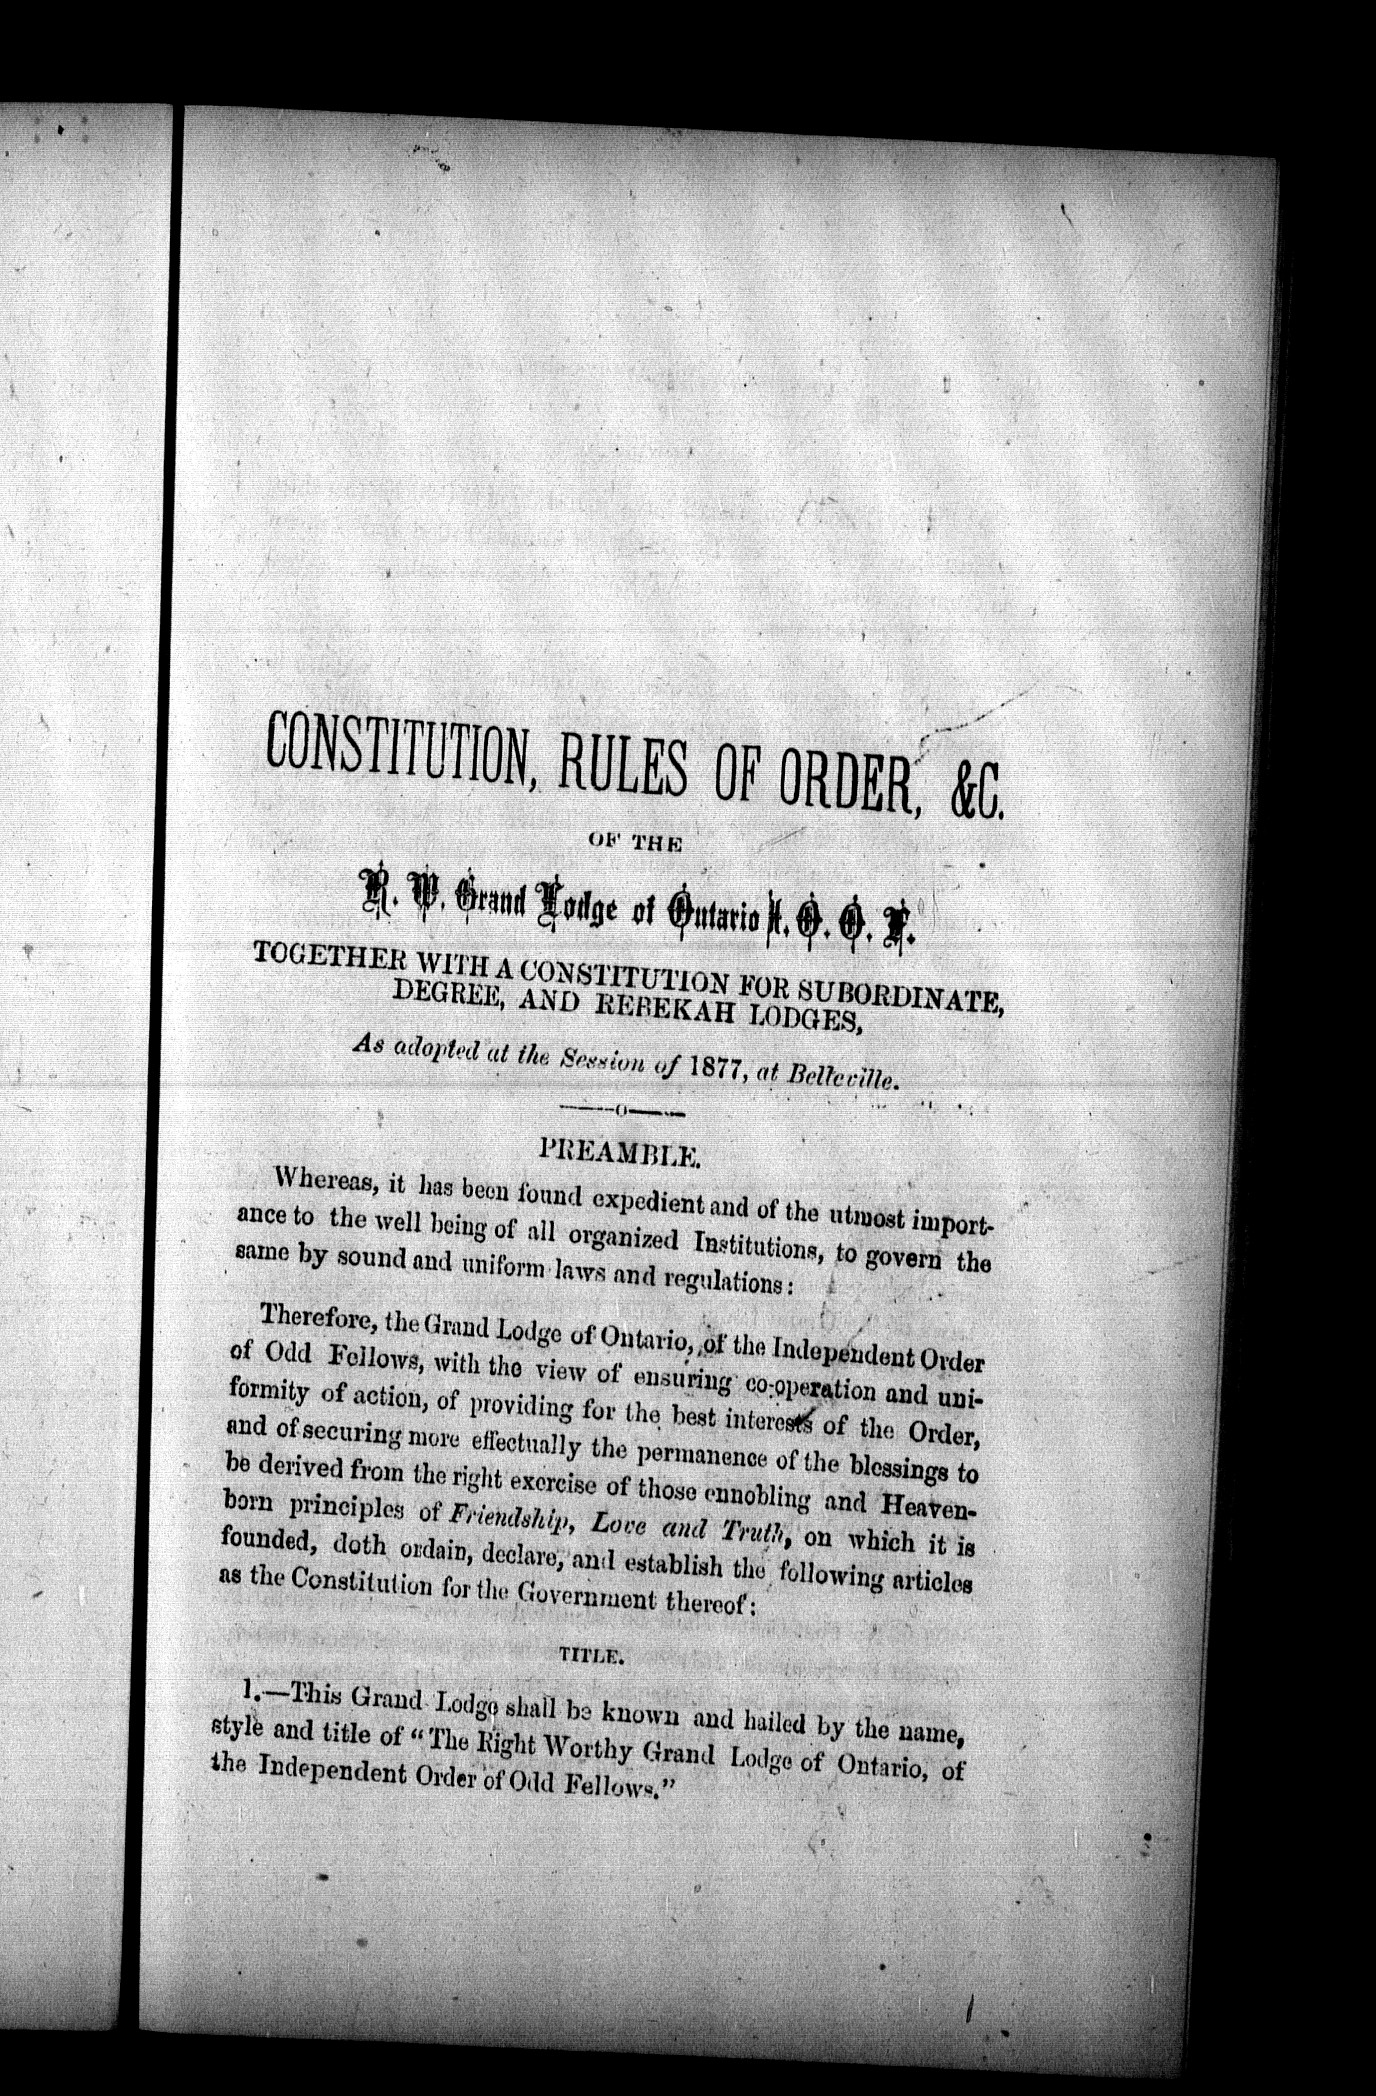 CONSTITUTION, RULES OF ORDER, &C.
OF THE
R. W. Grand Lodge of Ontario I. O. O. F.
TOGETHER WITH A CONSTITUTION FOR SUBORDINATE,
DEGREE, AND REBEKAH LODGES,
As adopted at the Session of 1877, at Belleville.
PREAMBLE.
Whereas, it has been found expedient and of the utmost import-
ance to the well being of all organized Institutions, to govern the
same by sound and uniform laws and regulations:
Therefore, the Grand Lodge of Ontario, of the Independent Order
of Odd Fellows, with the view of ensuring co-operation and uni-
formity of action, of providing for the best interests of the Order,
and of securing more effectually the permanence of the blessings to
be derived from the right exercise of those ennobling and Heaven-
born principles of Friendship, Love and Truth, on which it is
founded, doth ordain, declare, and establish the following articles
as the Constitution for the Government thereof:
TITLE.
1.—This Grand Lodge shall be known and hailed by the name,
style and title of "The Right Worthy Grand Lodge of Ontario, of
the Independent Order of Odd Fellows."